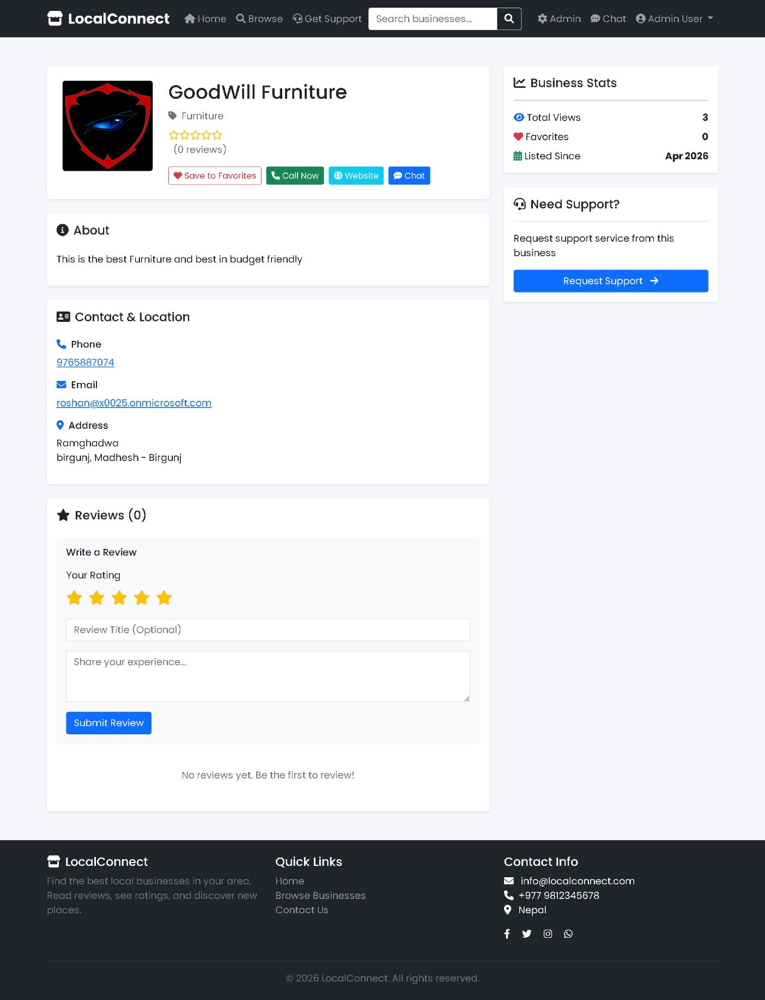 LocalConnect Home Browse Get Support Search businesses... Admin Chat Admin User
GoodWill Furniture
Furniture
(0 reviews)
Save to Favorites Call Now Website Chat
About
This is the best Furniture and best in budget friendly
Contact & Location
Phone
9765887074
Email
roshan@x0025.onmicrosoft.com
Address
Ramghadwa
birgunj, Madhesh - Birgunj
Reviews (0)
Write a Review
Your Rating
Review Title (Optional)
Share your experience...
Submit Review
No reviews yet. Be the first to review!
Business Stats
Total Views 3
Favorites 0
Listed Since Apr 2026
Need Support?
Request support service from this
business
Request Support
LocalConnect
Find the best local businesses in your area.
Read reviews, see ratings, and discover new
places.
Quick Links
Home
Browse Businesses
Contact Us
Contact Info
info@localconnect.com
+977 9812345678
Nepal
© 2026 LocalConnect. All rights reserved.